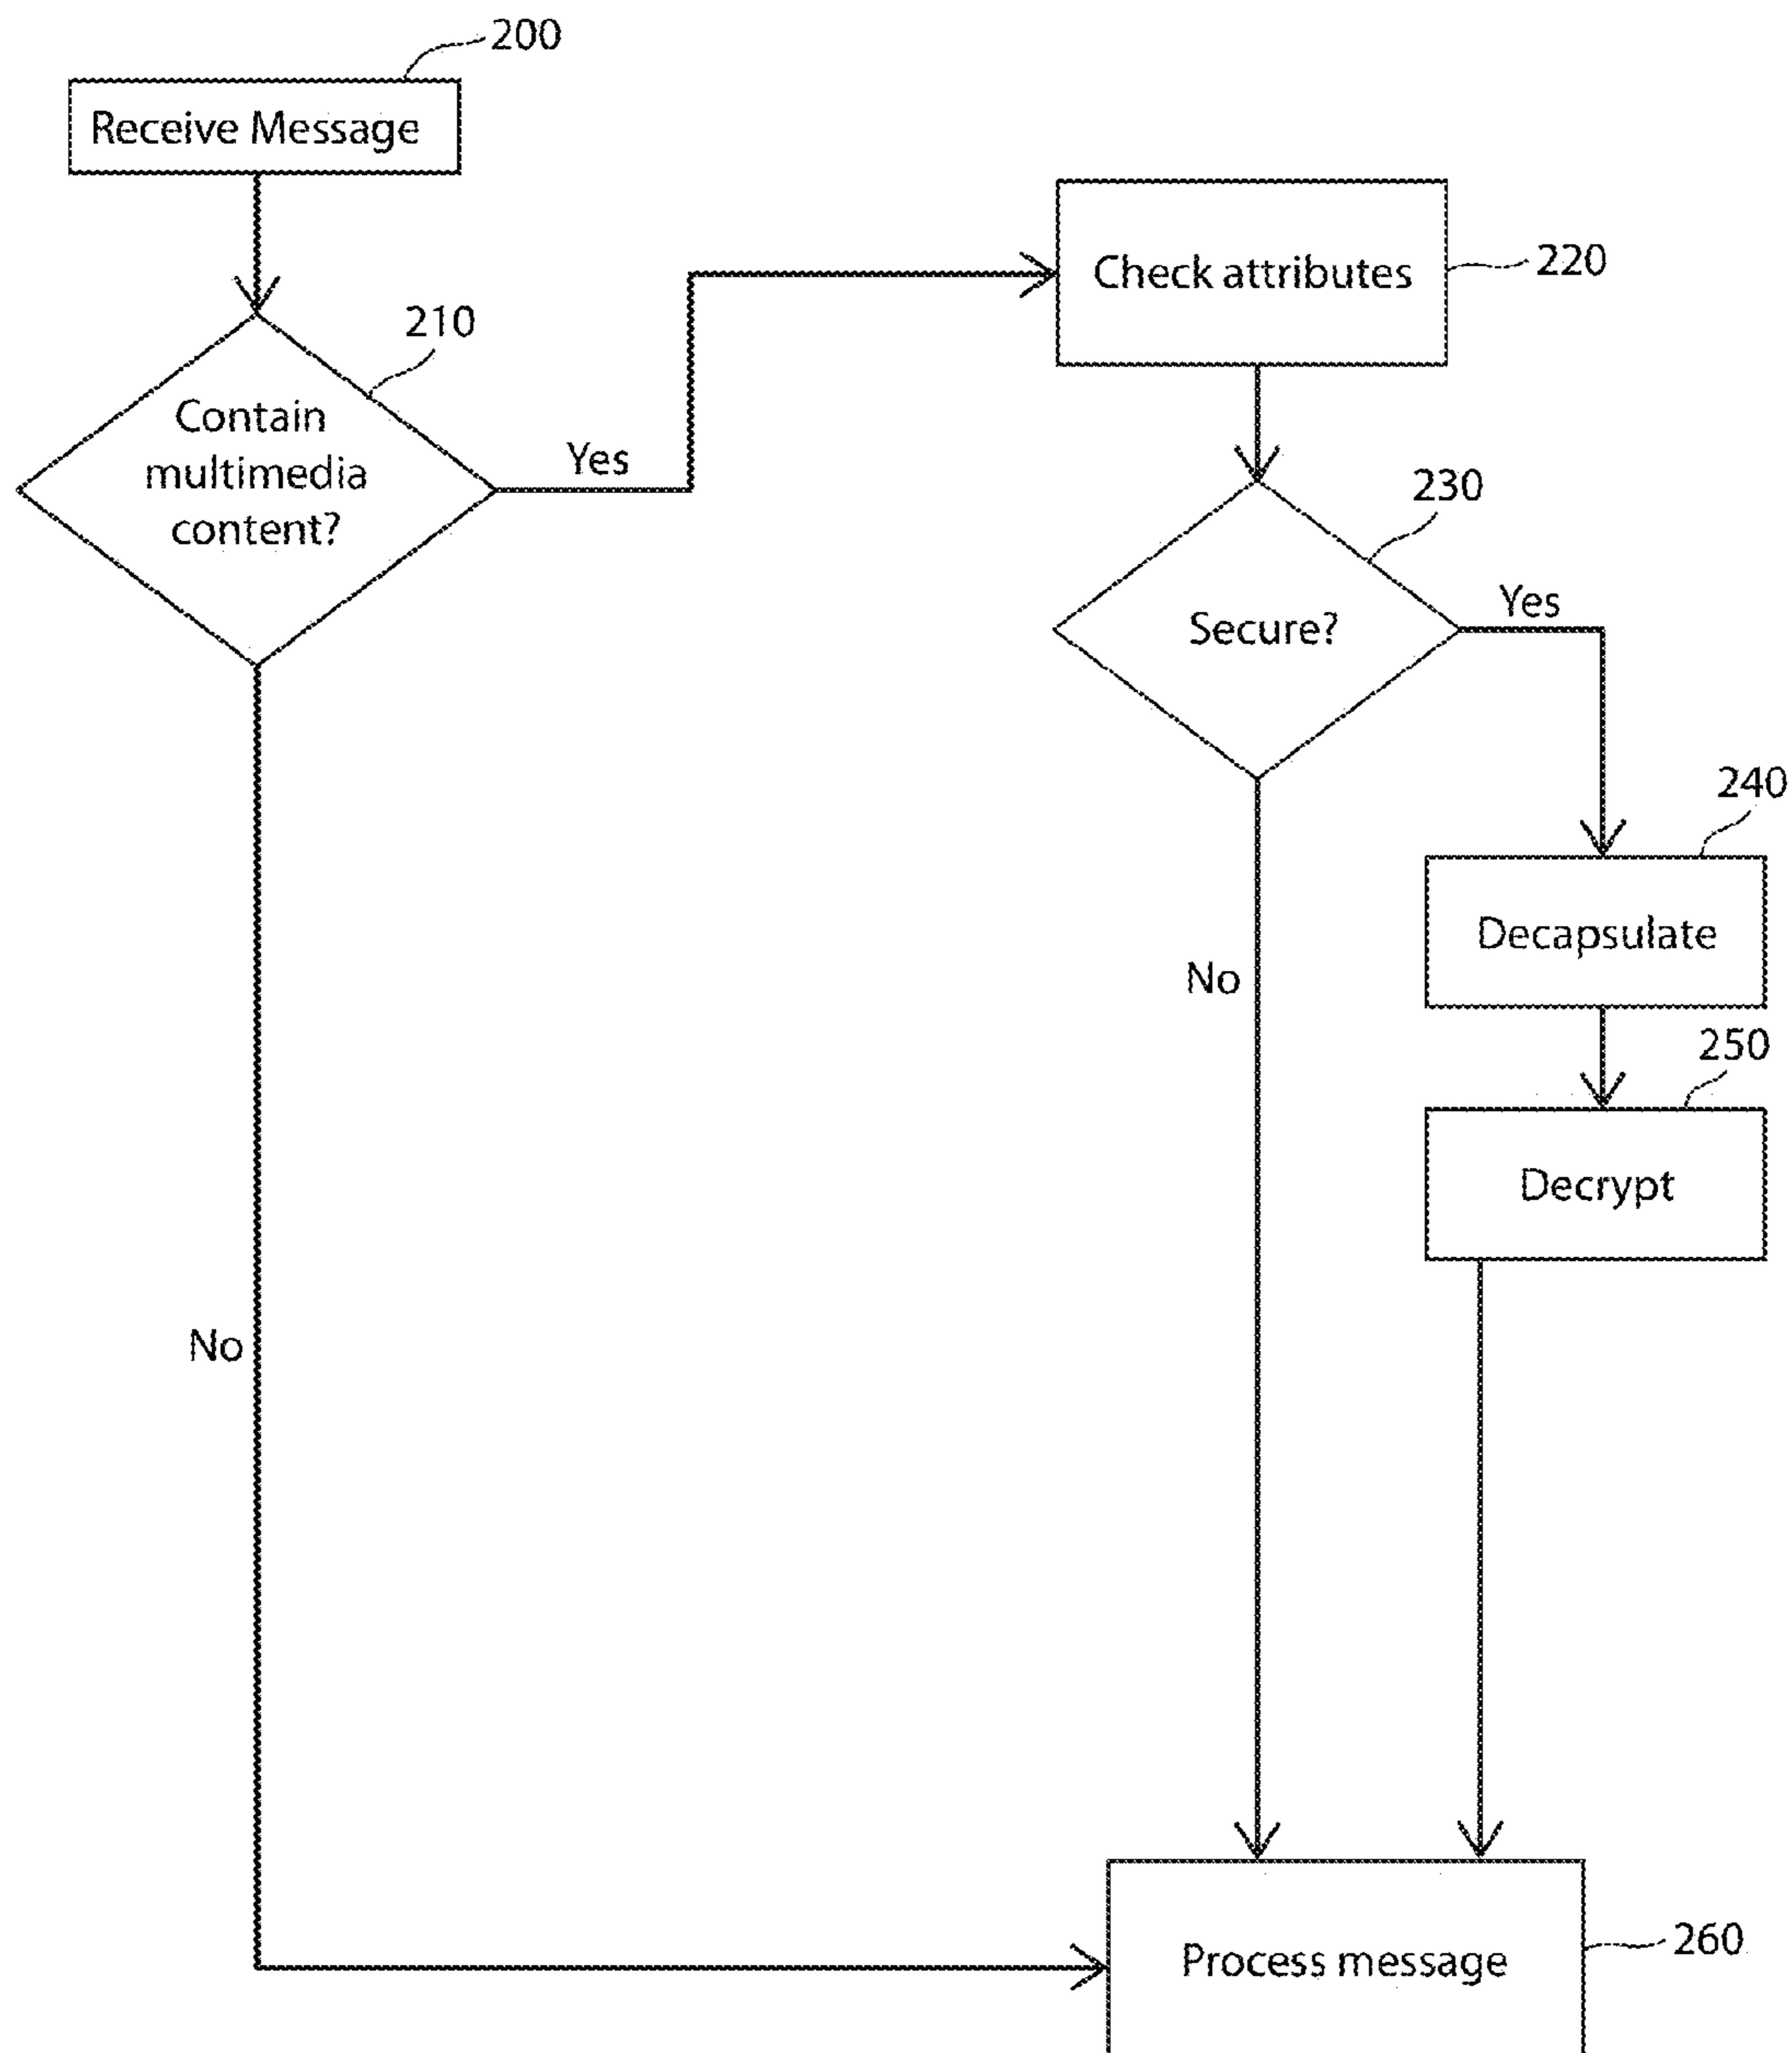 200
Receive Message
210
Contain
multimedia
content?
Yes
Check attributes
220
230
Secure?
Yes
240
Decapsulate
No
250
Decrypt
No
Process message
260